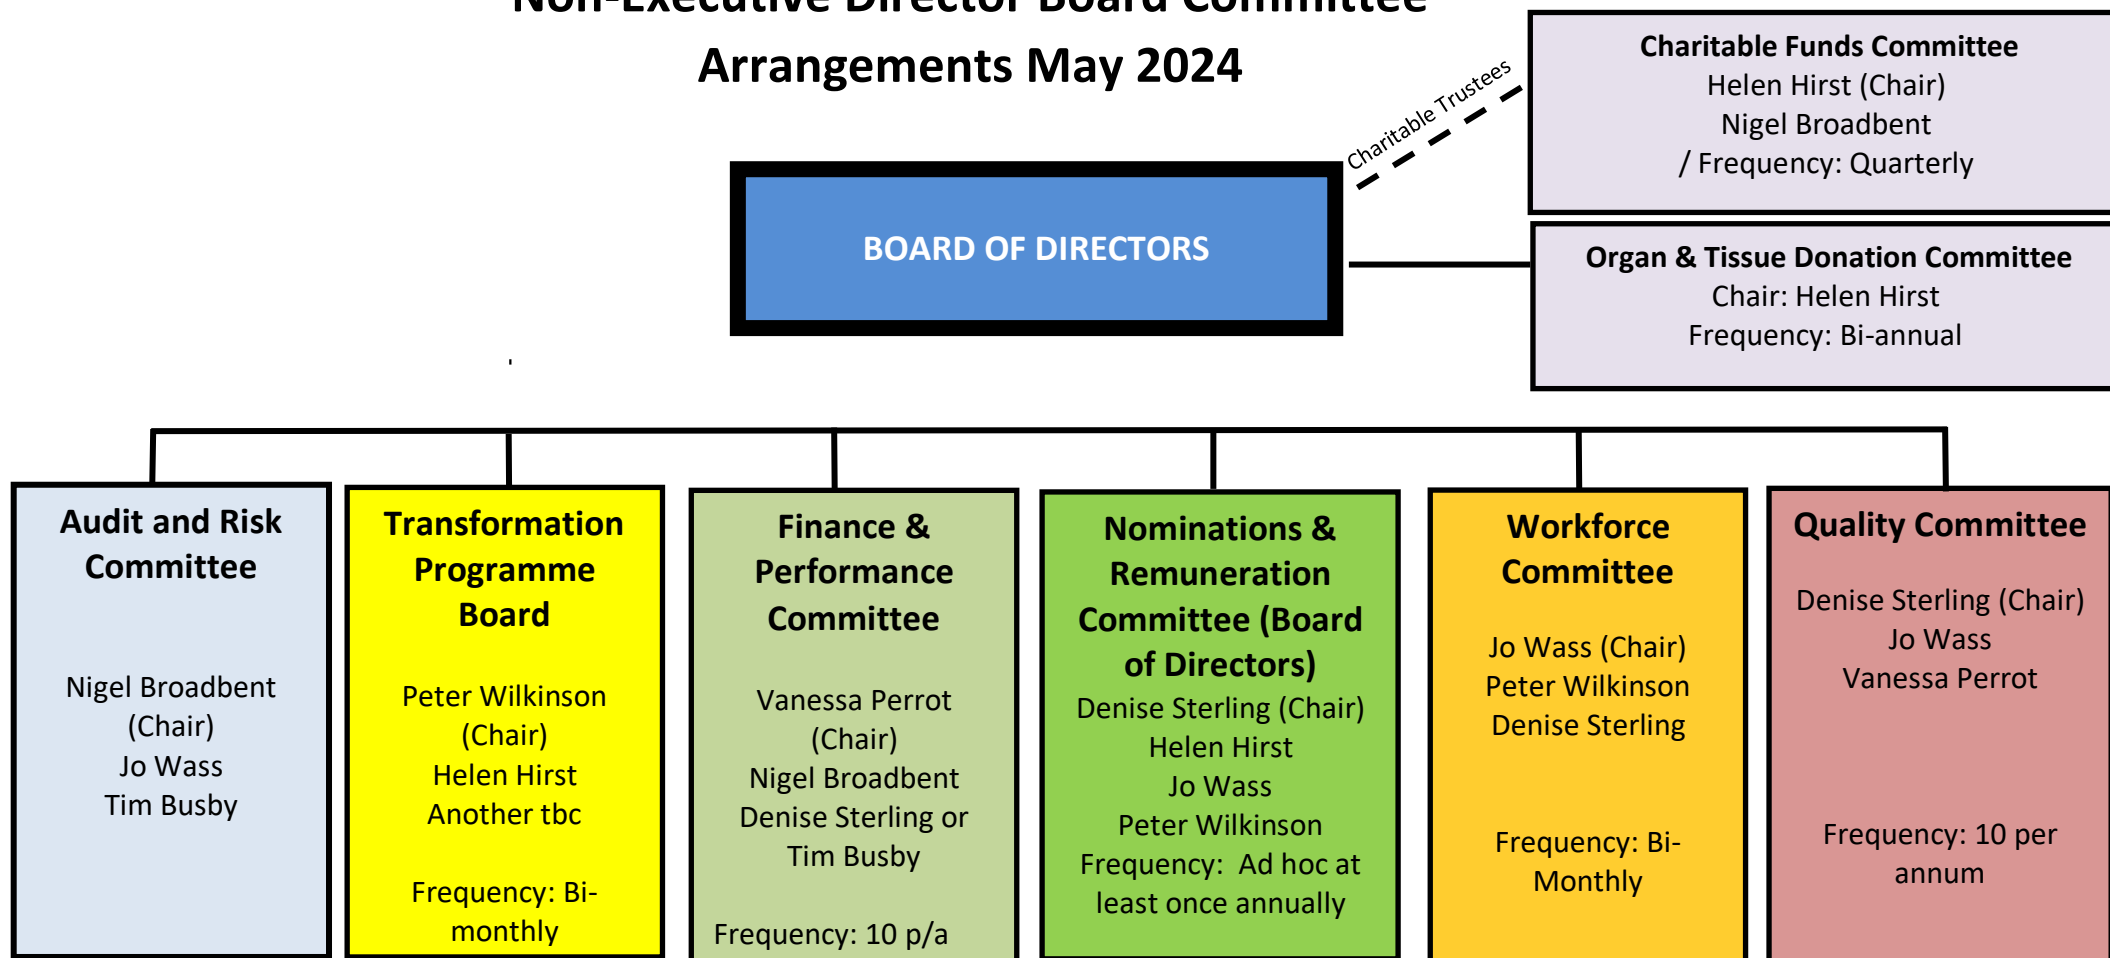 Non-Executive Director Board Committee
Arrangements May 2024
Charitable Trustees
Charitable Funds Committee
Helen Hirst (Chair)
Nigel Broadbent
/ Frequency: Quarterly
BOARD OF DIRECTORS
Organ & Tissue Donation Committee
Chair: Helen Hirst
Frequency: Bi-annual
Audit and Risk
Committee
Nigel Broadbent
(Chair)
Jo Wass
Tim Busby
Transformation
Programme
Board
Peter Wilkinson
(Chair)
Helen Hirst
Another tbc
Frequency: Bi-
monthly
Finance &
Performance
Committee
Vanessa Perrot
(Chair)
Nigel Broadbent
Denise Sterling or
Tim Busby
Frequency: 10 p/a
Nominations &
Remuneration
Committee (Board
of Directors)
Denise Sterling (Chair)
Helen Hirst
Jo Wass
Peter Wilkinson
Frequency: Ad hoc at
least once annually
Workforce
Committee
Jo Wass (Chair)
Peter Wilkinson
Denise Sterling
Frequency: Bi-
Monthly
Quality Committee
Denise Sterling (Chair)
Jo Wass
Vanessa Perrot
Frequency: 10 per
annum